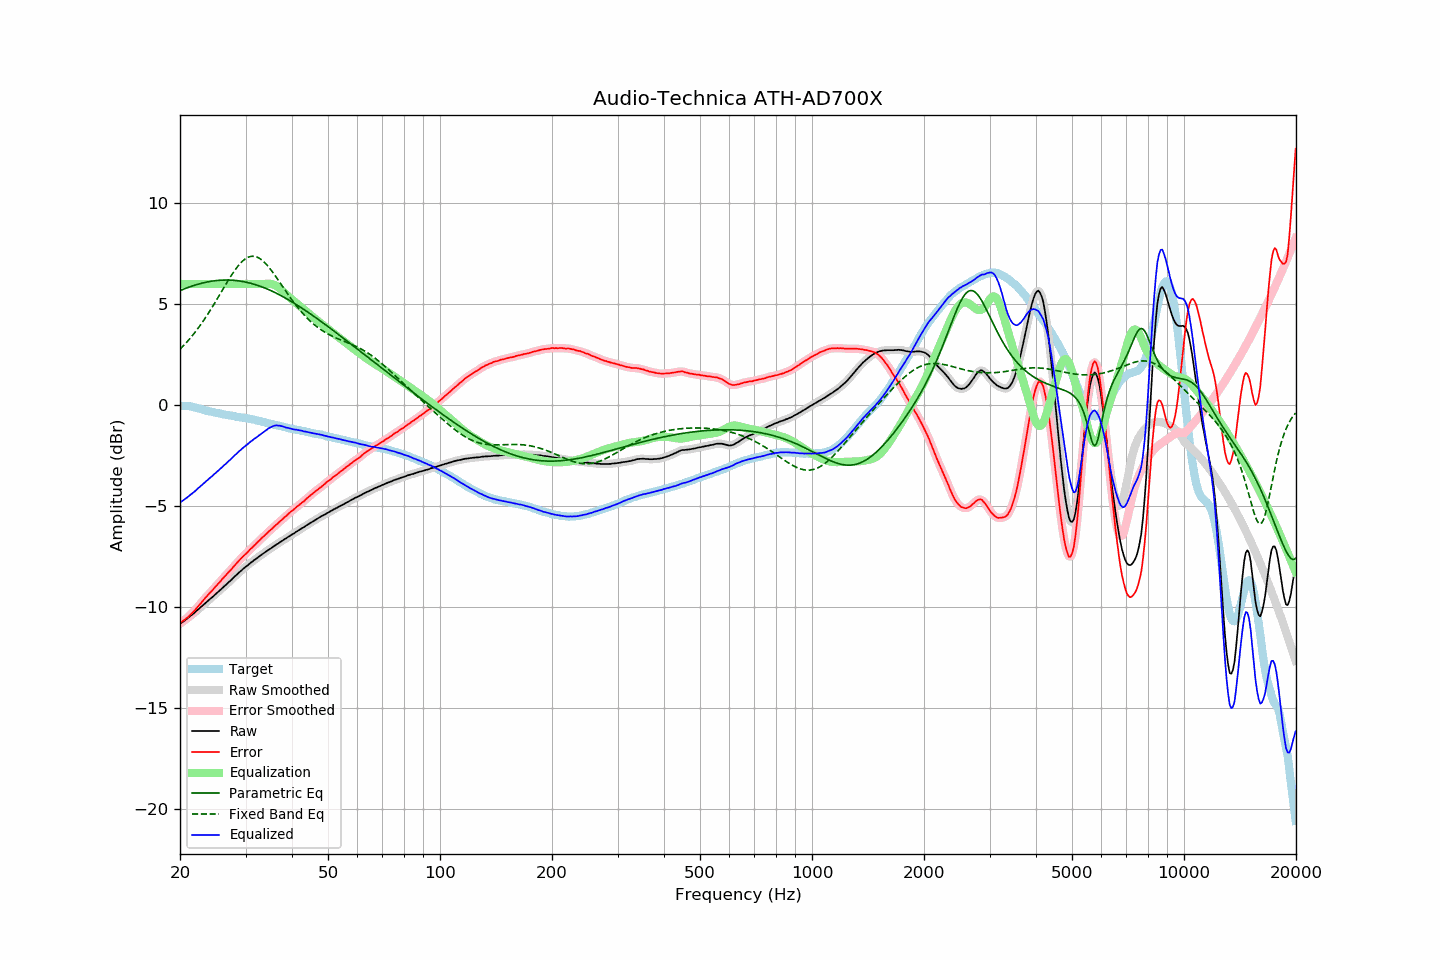 Audio-Technica ATH-AD700X
Amplitude (dBr)
10
5
0
−5
−10
−15
−20
Target
Raw Smoothed
Error Smoothed
Raw
Error
Equalization
Parametric Eq
Fixed Band Eq
Equalized
20 50 100 200 500 1000 2000 5000 10000 20000
Frequency (Hz)